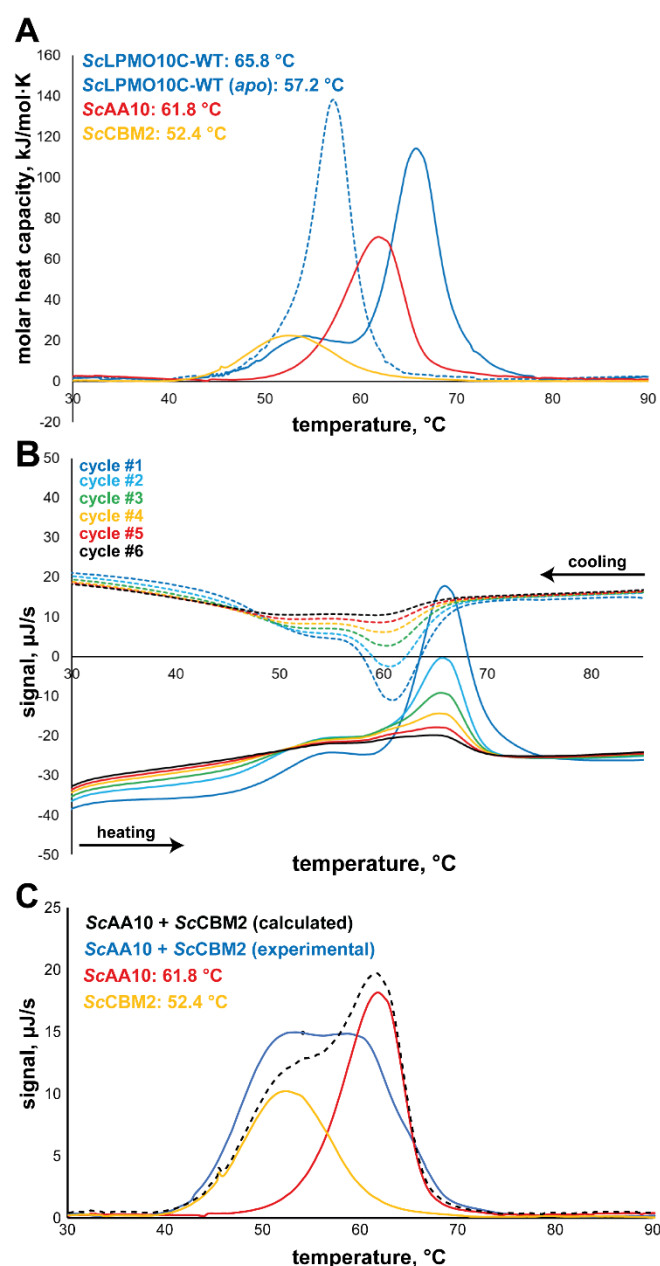 A
160
140
120
100
80
60
40
20
0
-20
molar heat capacity, kJ/mol·K
ScLPMO10C-WT: 65.8 °C
ScLPMO10C-WT (apo): 57.2 °C
ScAA10: 61.8 °C
ScCBM2: 52.4 °C
30 40 50 60 70 80 90
temperature, °C
B
50
40
30
20
10
0
-10
-20
-30
-40
-50
signal, µJ/s
cycle #1
cycle #2
cycle #3
cycle #4
cycle #5
cycle #6
cooling
30 40 50 60 70 80
heating
temperature, °C
C
25
20
15
10
5
0
signal, µJ/s
ScAA10 + ScCBM2 (calculated)
ScAA10 + ScCBM2 (experimental)
ScAA10: 61.8 °C
ScCBM2: 52.4 °C
30 40 50 60 70 80 90
temperature, °C